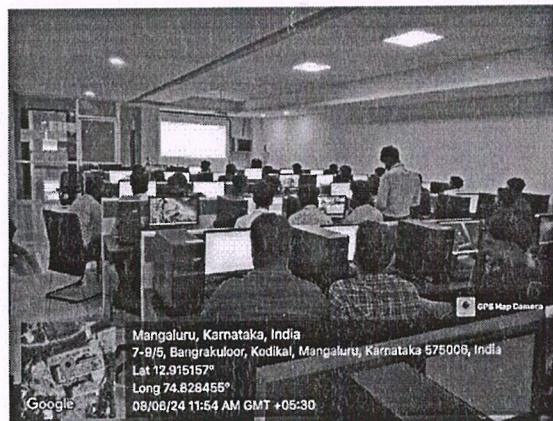 GPS Map Camera
Mangaluru, Karnataka, India
7-9/5, Bangrakuloor, Kodikal, Mangaluru, Karnataka 575006, India
Lat 12.915157°
Long 74.828455°
08/06/24 11:54 AM GMT +05:30
Google